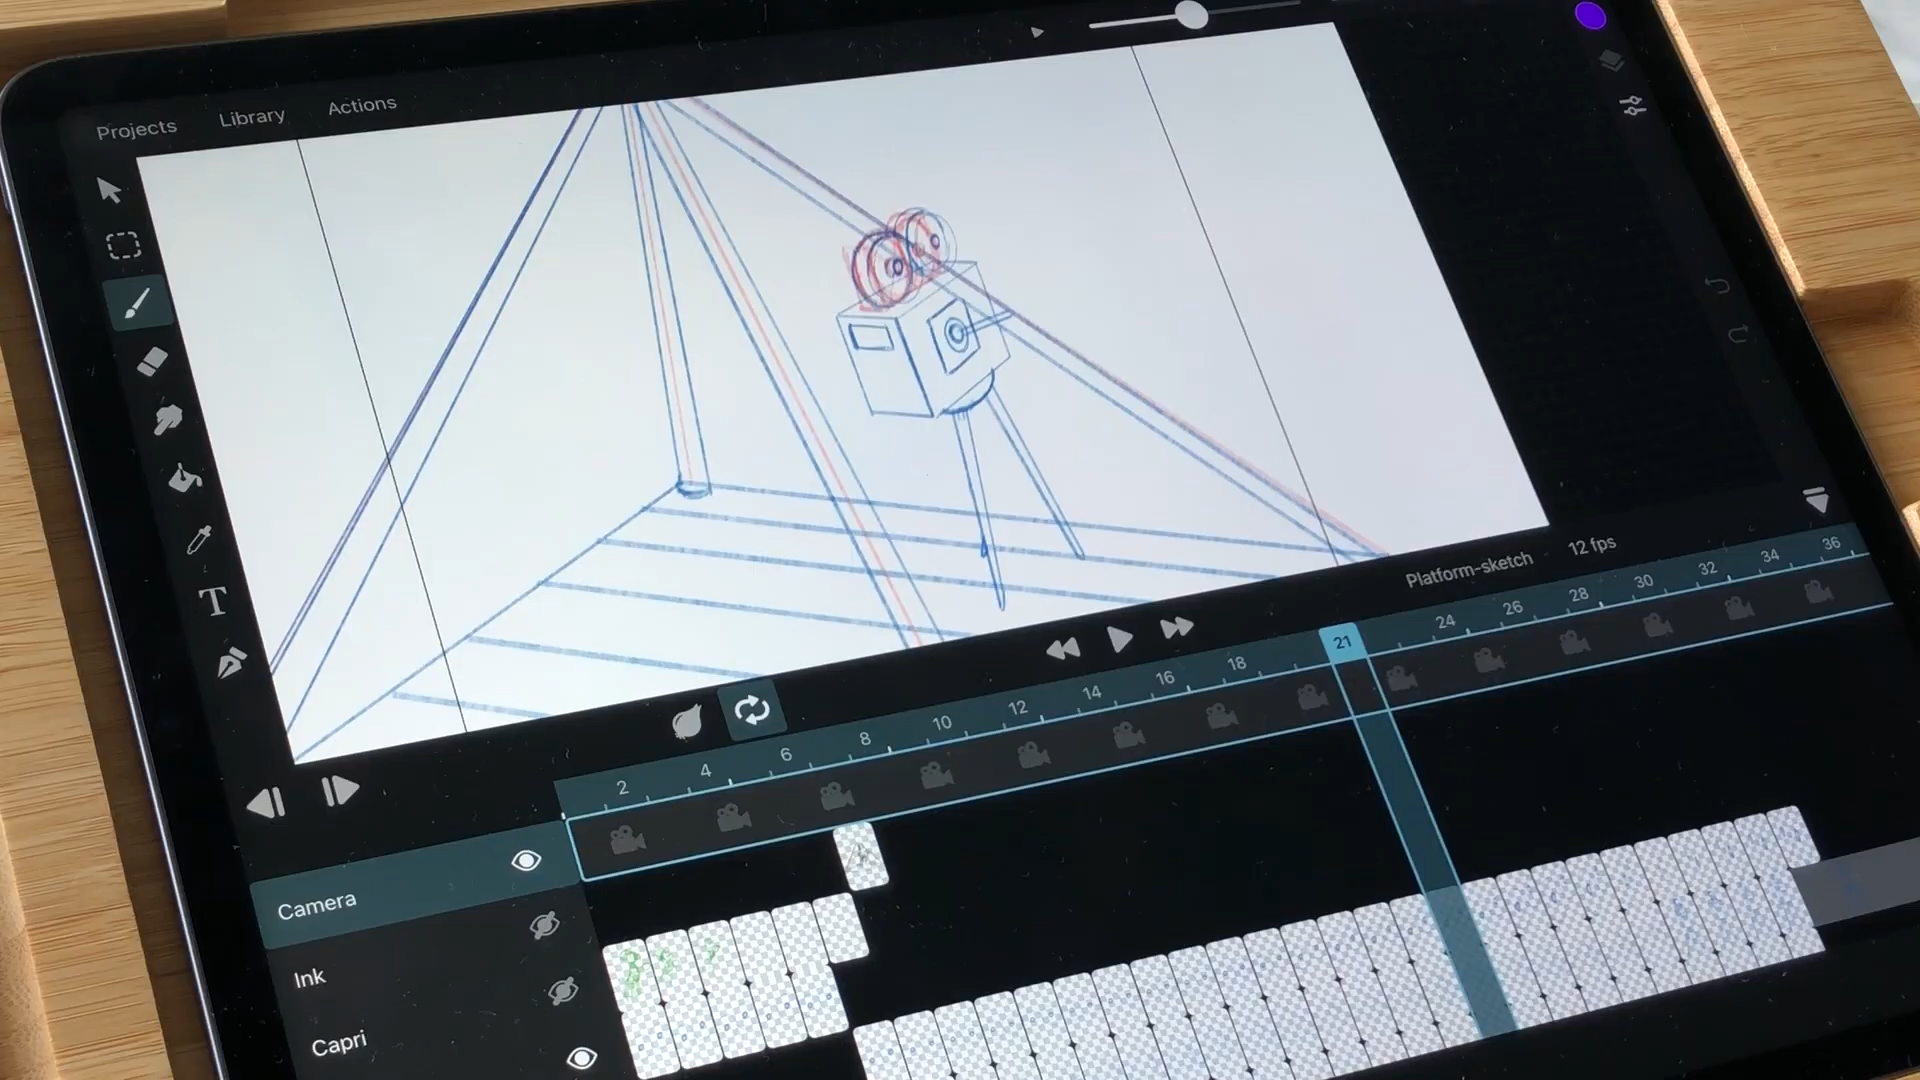 Projects Library Actions
T
Platform-sketch 12 fps
2 4 6 8 10 12 14 16 18 21 24 26 28 30 32 34 36
Camera
Ink
Capri